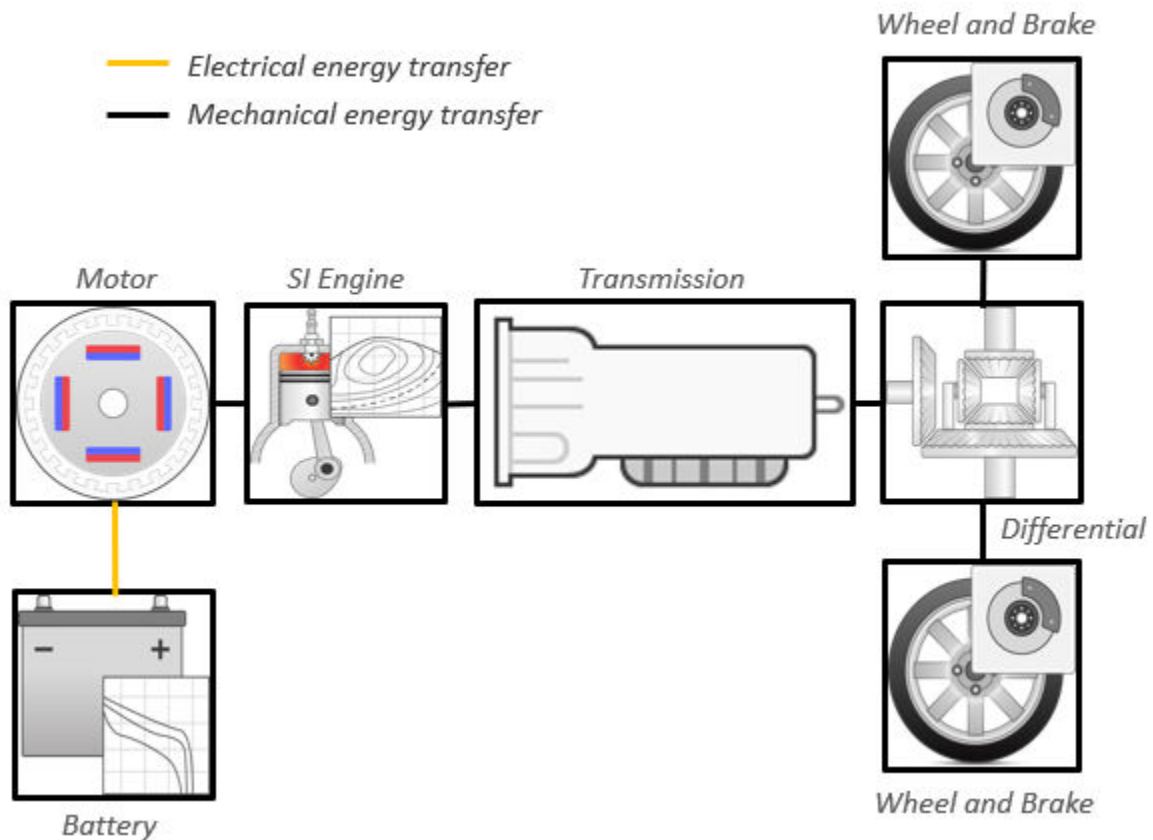 Wheel and Brake
Electrical energy transfer
Mechanical energy transfer
Motor
SI Engine
Transmission
Differential
- +
Battery
Wheel and Brake